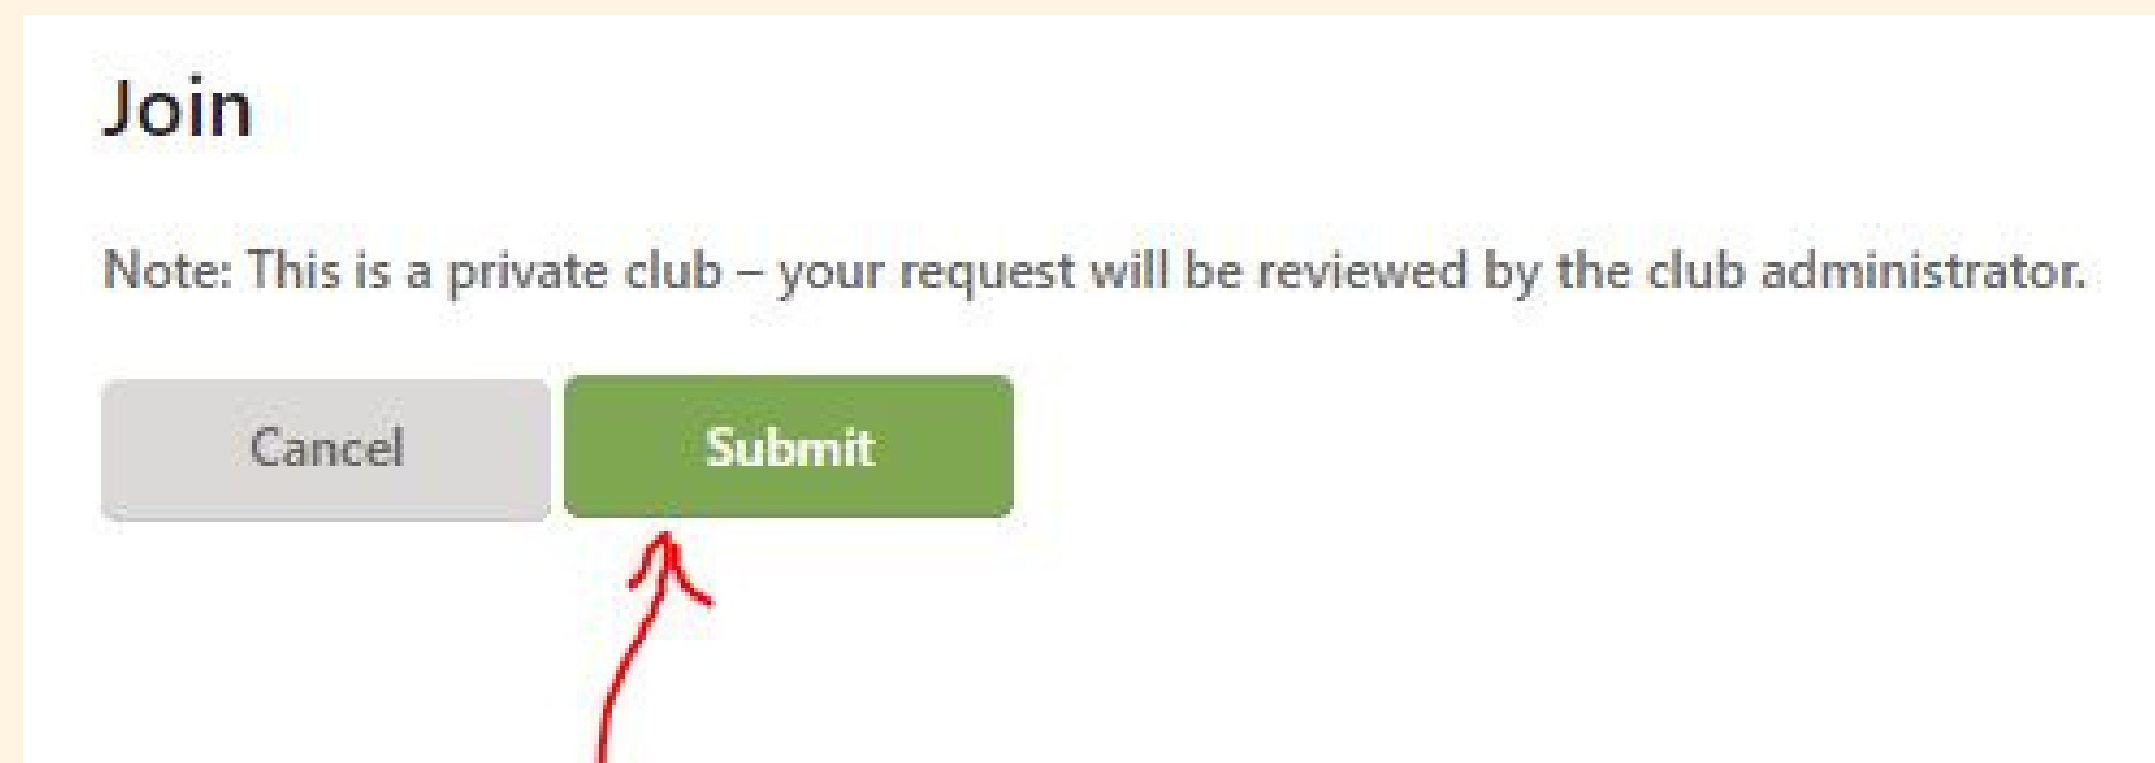 Join
Note: This is a private club – your request will be reviewed by the club administrator.
Cancel
Submit